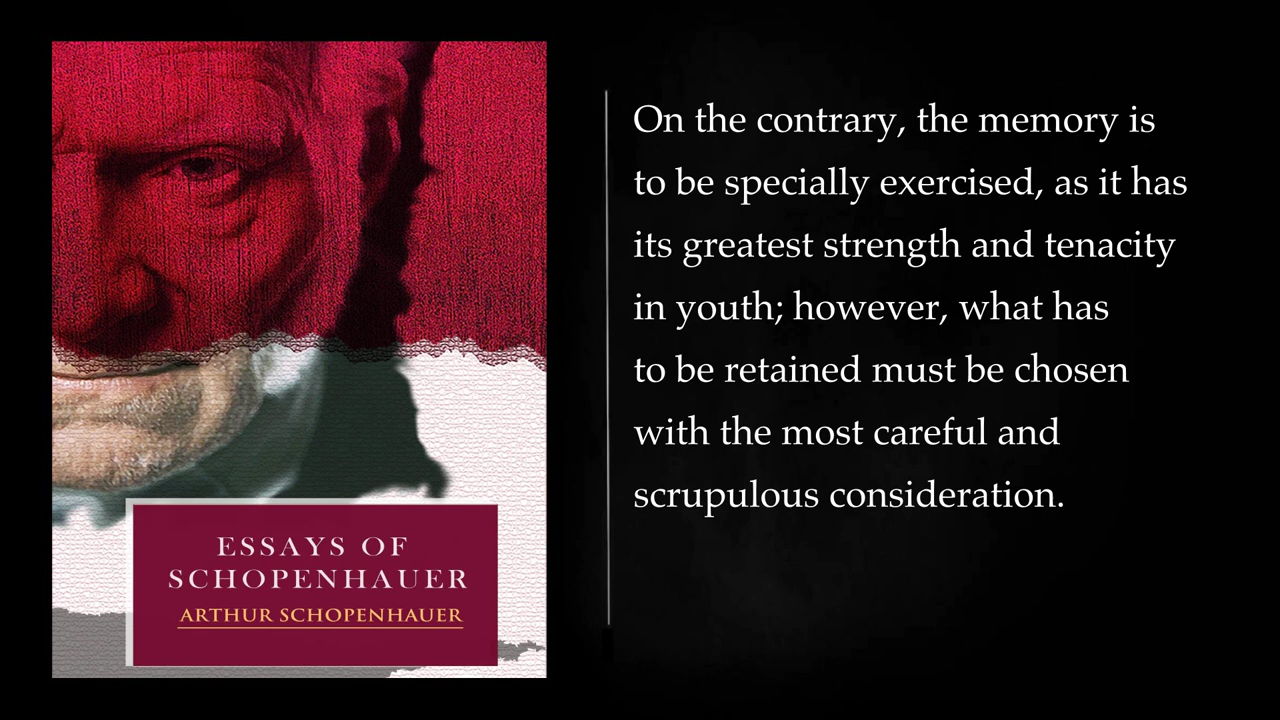 ESSAYS OF
SCHOPENHAUER
ARTHUR SCHOPENHAUER
On the contrary, the memory is
to be specially exercised, as it has
its greatest strength and tenacity
in youth; however, what has
to be retained must be chosen
with the most careful and
scrupulous consideration.